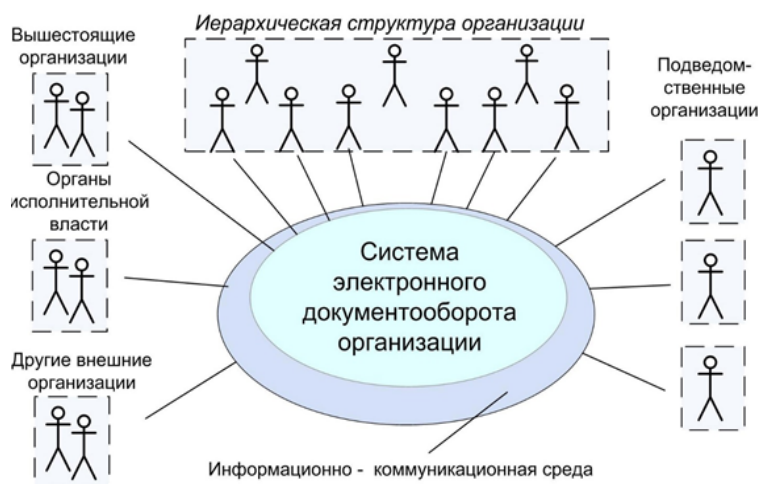 Иерархическая структура организации
Вышестоящие
организации
Подведом-
ственные
организации
Органы
исполнительной
власти
Система
электронного
документооборота
организации
Другие внешние
организации
Информационно - коммуникационная среда